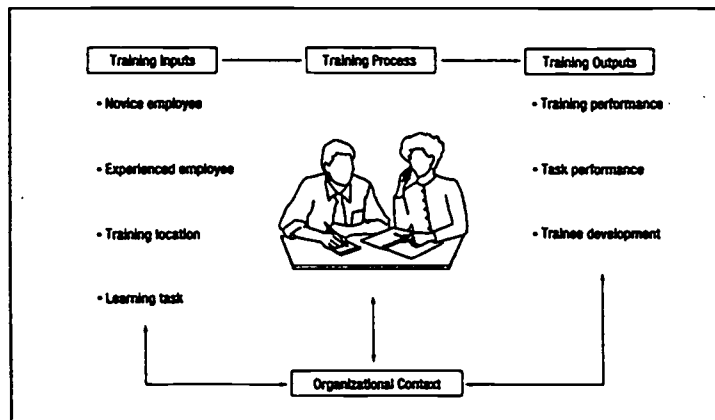 Training Inputs
Training Process
Training Outputs
• Novice employee
• Experienced employee
• Training location
• Learning task
• Training performance
• Task performance
• Trainee development
Organizational Context